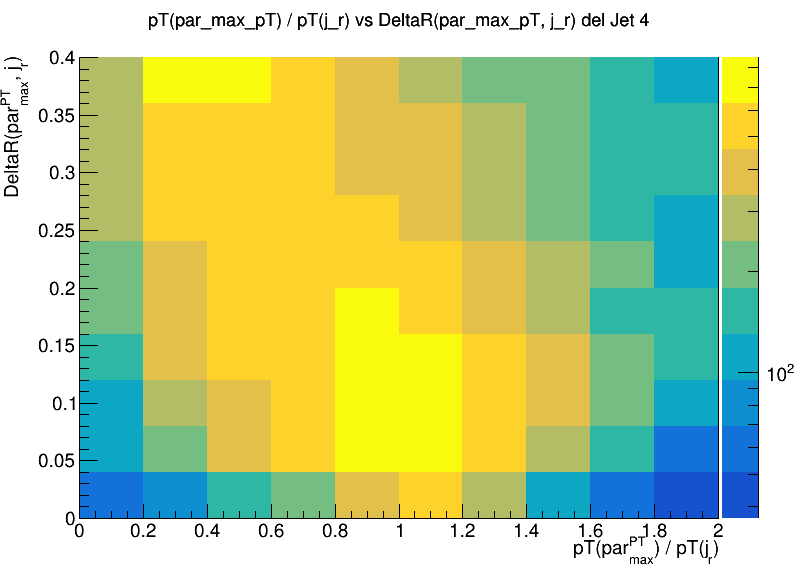 pT(par_max_pT) / pT(j_r) vs DeltaR(par_max_pT, j_r) del Jet 4
DeltaR(par^PT_max, j_r)
0.4
0.35
0.3
0.25
0.2
0.15
0.1
0.05
0
10^2
0 0.2 0.4 0.6 0.8 1 1.2 1.4 1.6 1.8 2
pT(par^PT_max) / pT(j_r)